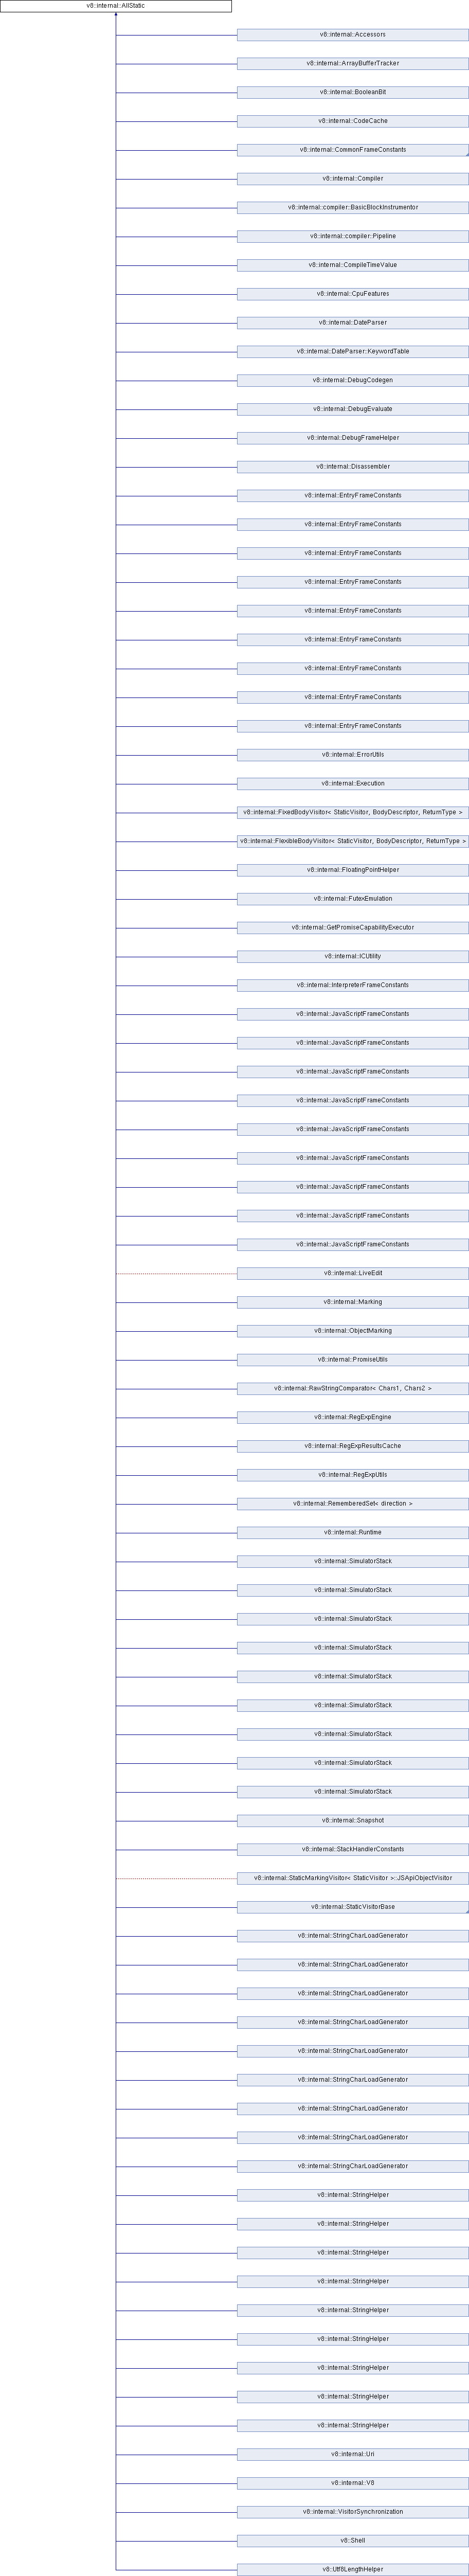 v8::internal::AllStatic
v8::internal::Accessors
v8::internal::ArrayBufferTracker
v8::internal::BooleanBit
v8::internal::CodeCache
v8::internal::CommonFrameConstants
v8::internal::Compiler
v8::internal::compiler::BasicBlockInstrumentor
v8::internal::compiler::Pipeline
v8::internal::CompileTimeValue
v8::internal::CpuFeatures
v8::internal::DateParser
v8::internal::DateParser::KeywordTable
v8::internal::DebugCodegen
v8::internal::DebugEvaluate
v8::internal::DebugFrameHelper
v8::internal::Disassembler
v8::internal::EntryFrameConstants
v8::internal::EntryFrameConstants
v8::internal::EntryFrameConstants
v8::internal::EntryFrameConstants
v8::internal::EntryFrameConstants
v8::internal::EntryFrameConstants
v8::internal::EntryFrameConstants
v8::internal::EntryFrameConstants
v8::internal::EntryFrameConstants
v8::internal::ErrorUtils
v8::internal::Execution
v8::internal::FixedBodyVisitor< StaticVisitor, BodyDescriptor, ReturnType >
v8::internal::FlexibleBodyVisitor< StaticVisitor, BodyDescriptor, ReturnType >
v8::internal::FloatingPointHelper
v8::internal::FutexEmulation
v8::internal::GetPromiseCapabilityExecutor
v8::internal::ICUtility
v8::internal::InterpreterFrameConstants
v8::internal::JavaScriptFrameConstants
v8::internal::JavaScriptFrameConstants
v8::internal::JavaScriptFrameConstants
v8::internal::JavaScriptFrameConstants
v8::internal::JavaScriptFrameConstants
v8::internal::JavaScriptFrameConstants
v8::internal::JavaScriptFrameConstants
v8::internal::JavaScriptFrameConstants
v8::internal::JavaScriptFrameConstants
v8::internal::LiveEdit
v8::internal::Marking
v8::internal::ObjectMarking
v8::internal::PromiseUtils
v8::internal::RawStringComparator< Chars1, Chars2 >
v8::internal::RegExpEngine
v8::internal::RegExpResultsCache
v8::internal::RegExpUtils
v8::internal::RememberedSet< direction >
v8::internal::Runtime
v8::internal::SimulatorStack
v8::internal::SimulatorStack
v8::internal::SimulatorStack
v8::internal::SimulatorStack
v8::internal::SimulatorStack
v8::internal::SimulatorStack
v8::internal::SimulatorStack
v8::internal::SimulatorStack
v8::internal::SimulatorStack
v8::internal::Snapshot
v8::internal::StackHandlerConstants
v8::internal::StaticMarkingVisitor< StaticVisitor >::JSApiObjectVisitor
v8::internal::StaticVisitorBase
v8::internal::StringCharLoadGenerator
v8::internal::StringCharLoadGenerator
v8::internal::StringCharLoadGenerator
v8::internal::StringCharLoadGenerator
v8::internal::StringCharLoadGenerator
v8::internal::StringCharLoadGenerator
v8::internal::StringCharLoadGenerator
v8::internal::StringCharLoadGenerator
v8::internal::StringCharLoadGenerator
v8::internal::StringHelper
v8::internal::StringHelper
v8::internal::StringHelper
v8::internal::StringHelper
v8::internal::StringHelper
v8::internal::StringHelper
v8::internal::StringHelper
v8::internal::StringHelper
v8::internal::StringHelper
v8::internal::Uri
v8::internal::V8
v8::internal::VisitorSynchronization
v8::Shell
v8::Utf8LengthHelper